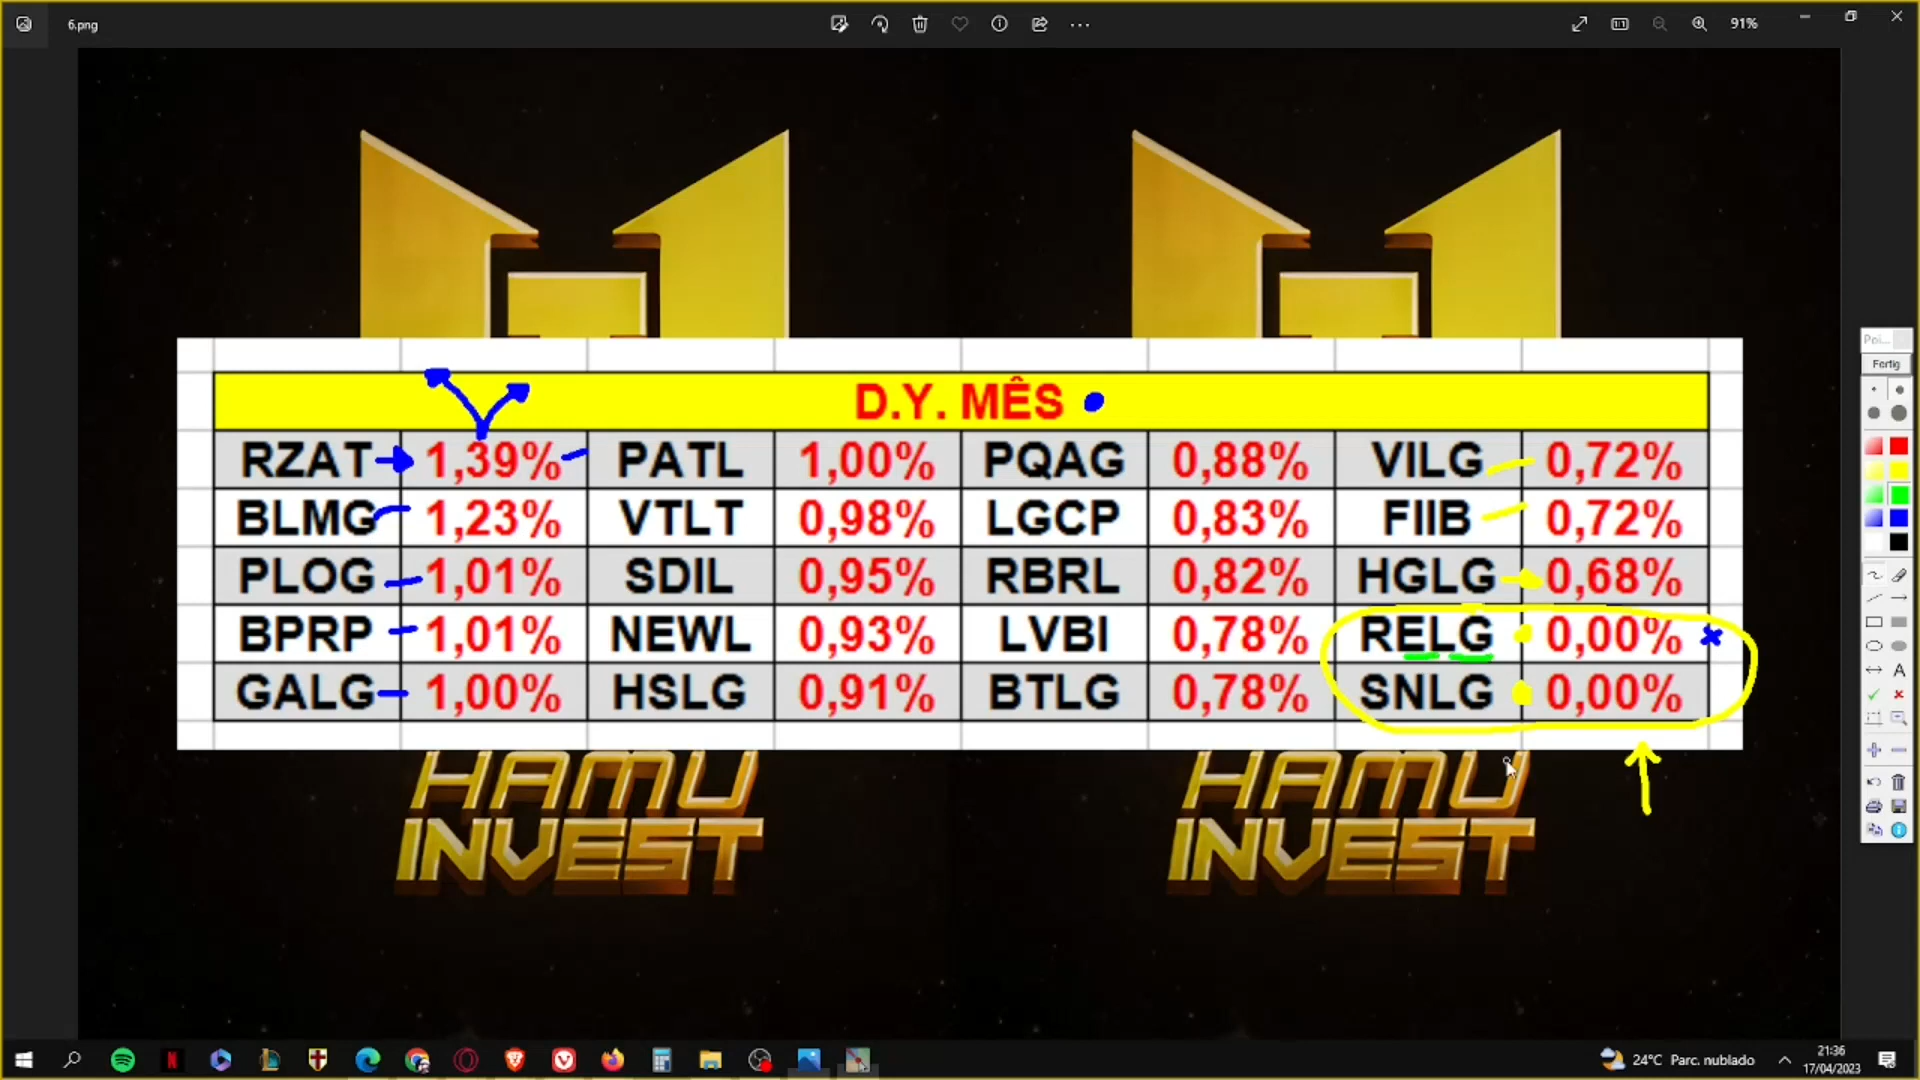 6.png
91%
D.Y. MÊS
RZAT 1,39% PATL 1,00% PQAG 0,88% VILG 0,72%
BLMG 1,23% VTLT 0,98% LGCP 0,83% FIIB 0,72%
PLOG 1,01% SDIL 0,95% RBRL 0,82% HGLG 0,68%
BPRP 1,01% NEWL 0,93% LVBI 0,78% RELG 0,00%
GALG 1,00% HSLG 0,91% BTLG 0,78% SNLG 0,00%
HAMU HAMU
INVEST INVEST
Poi...
Fertig
A
24°C Parc. nublado
21:36
17/04/2023